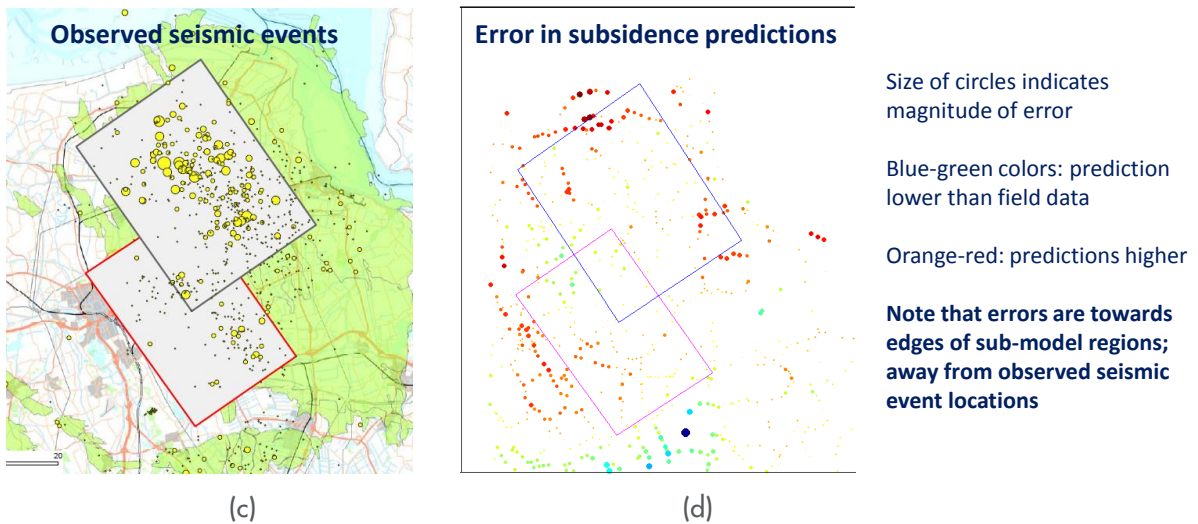 Observed seismic events
20
(c)
Error in subsidence predictions
(d)
Size of circles indicates
magnitude of error
Blue-green colors: prediction
lower than field data
Orange-red: predictions higher
Note that errors are towards
edges of sub-model regions;
away from observed seismic
event locations